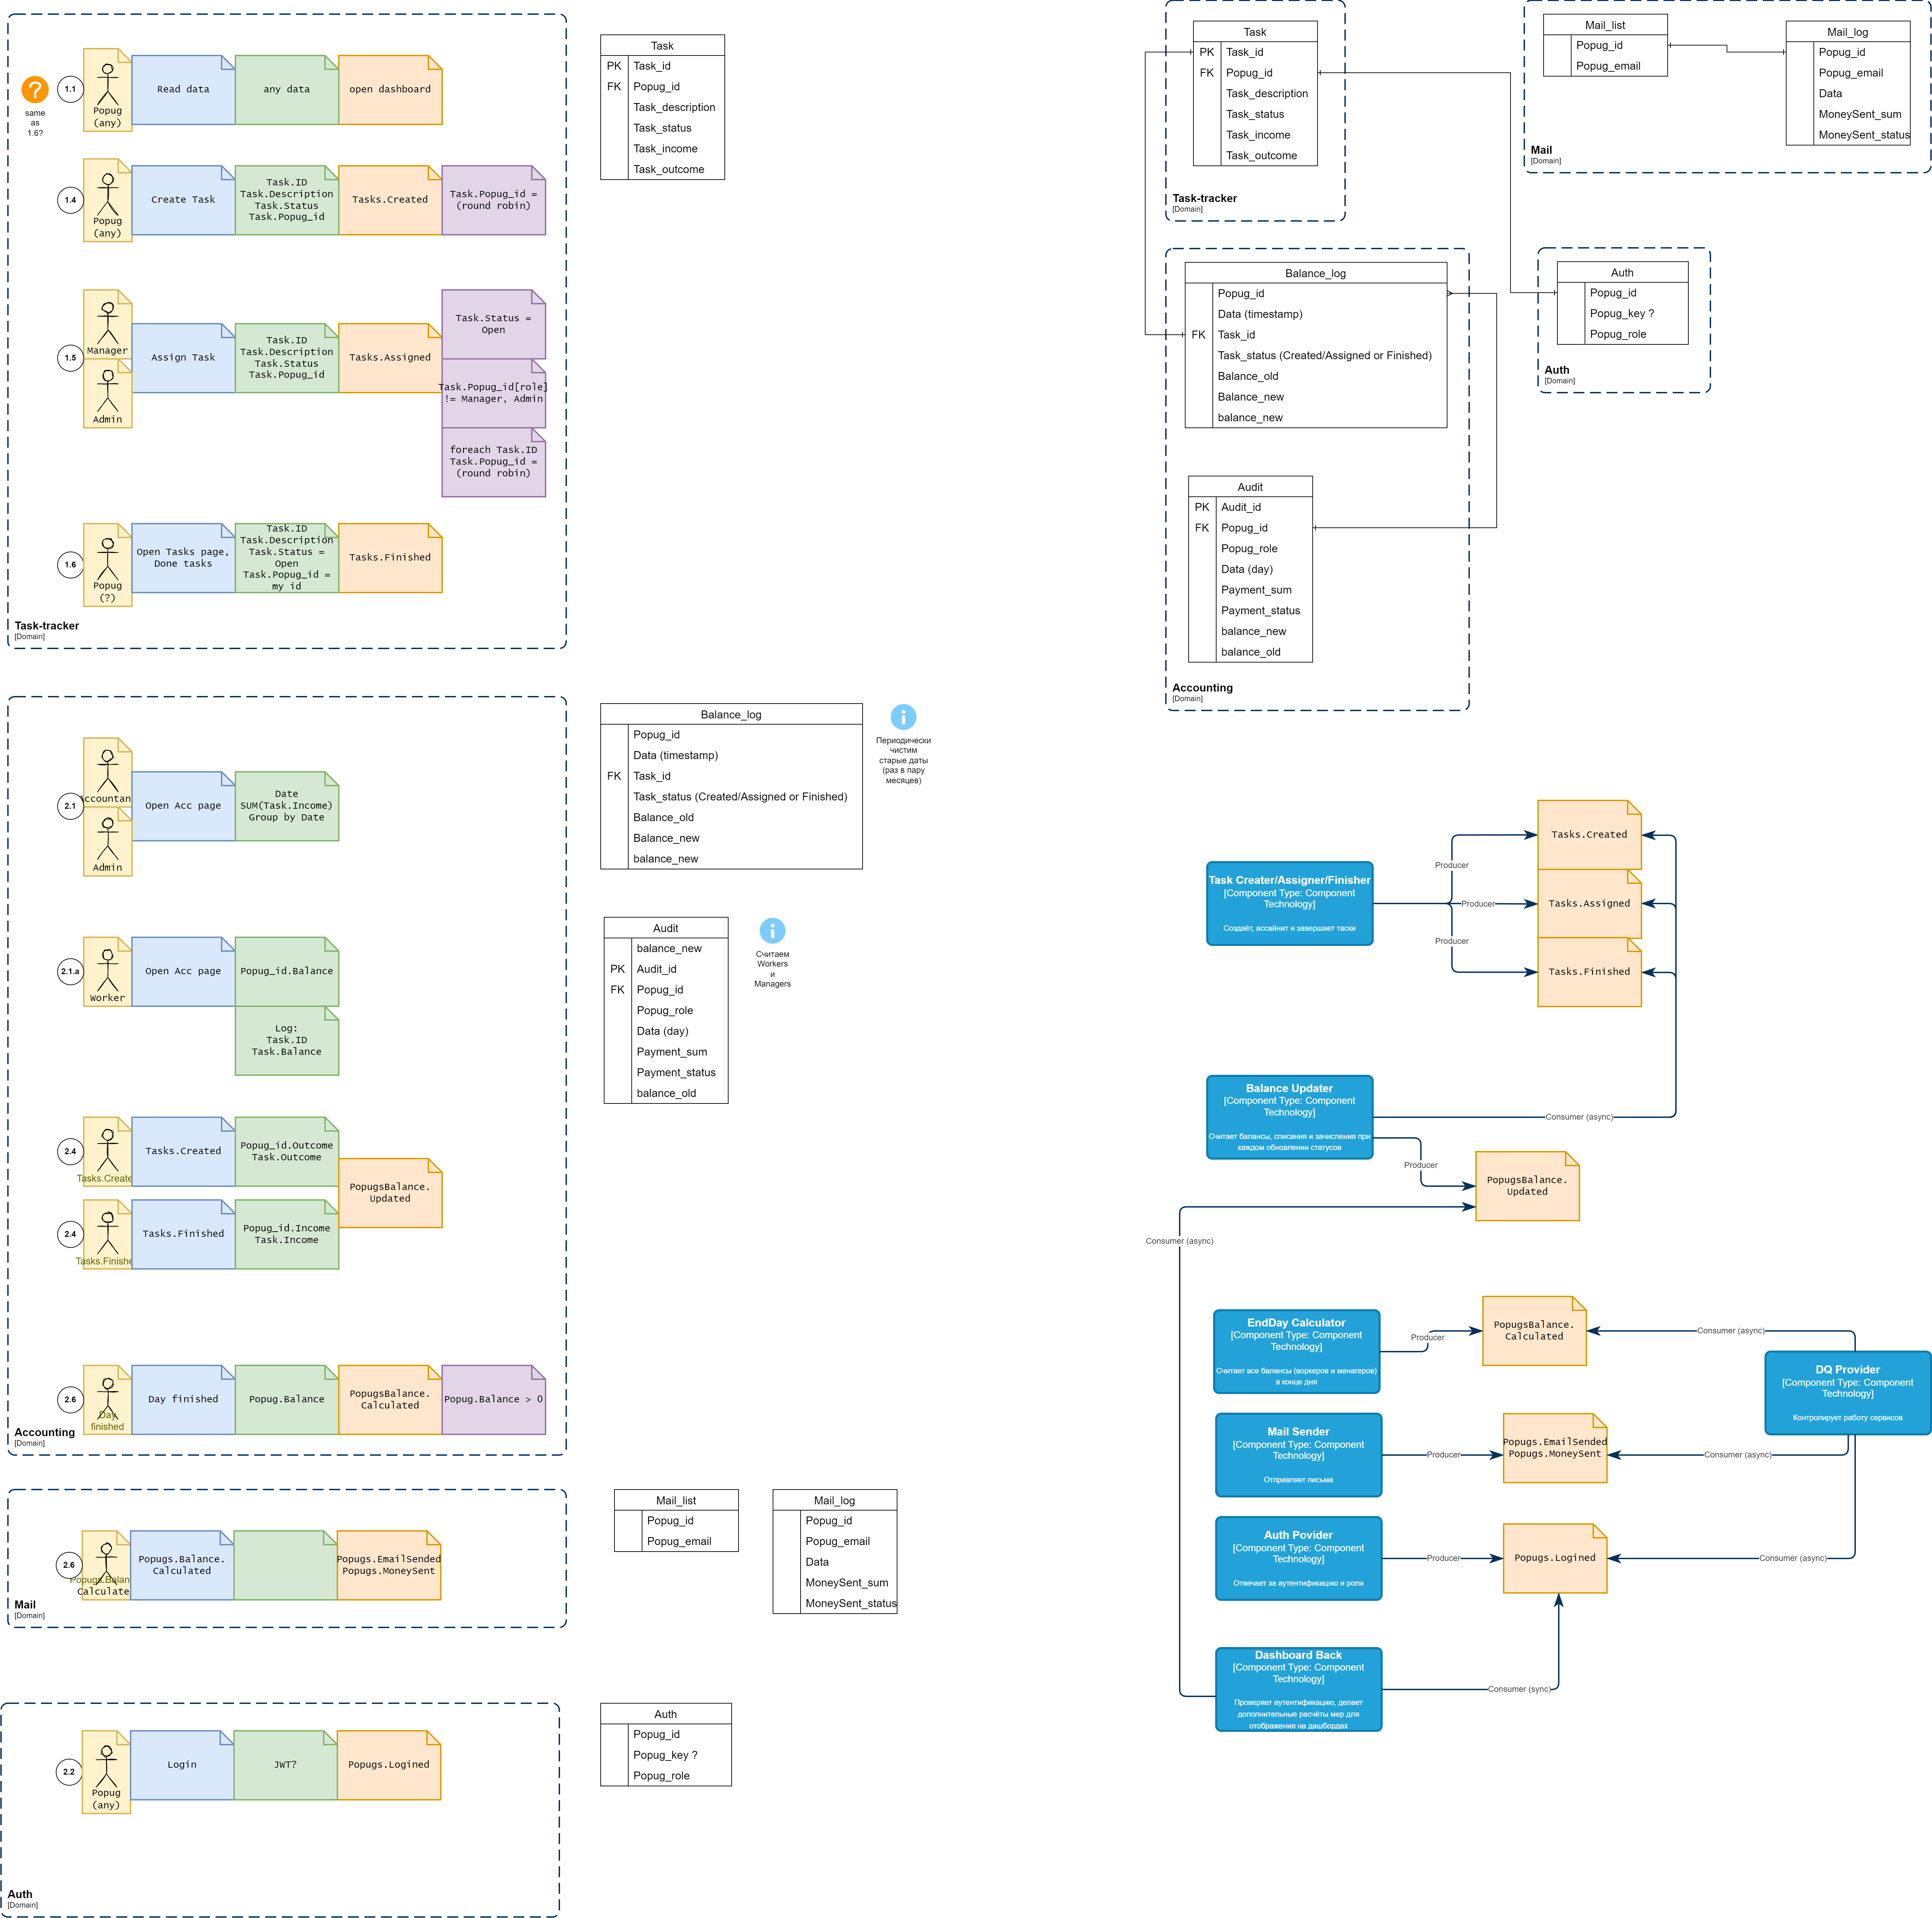 1.1
same
as
1.6?
Popug
(any)
Read data
any data
open dashboard
1.4
Popug
(any)
Create Task
Task.ID
Task.Description
Task.Status
Task.Popug_id
Tasks.Created
Task.Popug_id =
(round robin)
1.5
Manager
Admin
Assign Task
Task.ID
Task.Description
Task.Status
Task.Popug_id
Tasks.Assigned
Task.Status =
Open
Task.Popug_id[role]
!= Manager, Admin
foreach Task.ID
Task.Popug_id =
(round robin)
1.6
Popug
(?)
Open Tasks page,
Done tasks
Task.ID
Task.Description
Task.Status =
Open
Task.Popug_id =
my id
Tasks.Finished
Task-tracker
[Domain]
Task
PK Task_id
FK Popug_id
Task_description
Task_status
Task_income
Task_outcome
2.1
Accountan
Admin
Open Acc page
Date
SUM(Task.Income)
Group by Date
2.1.a
Worker
Open Acc page
Popug_id.Balance
Log:
Task.ID
Task.Balance
2.4
Tasks.Create
Tasks.Created
Popug_id.Outcome
Task.Outcome
PopugsBalance.
Updated
2.4
Tasks.Finishe
Tasks.Finished
Popug_id.Income
Task.Income
2.6
Day
finished
Day finished
Popug.Balance
PopugsBalance.
Calculated
Popug.Balance > 0
Accounting
[Domain]
Balance_log
Popug_id
Data (timestamp)
FK Task_id
Task_status (Created/Assigned or Finished)
Balance_old
Balance_new
balance_new
Периодически
чистим
старые даты
(раз в пару
месяцев)
Audit
balance_new
PK Audit_id
FK Popug_id
Popug_role
Data (day)
Payment_sum
Payment_status
balance_old
Считаем
Workers
и
Managers
2.6
Popugs.Balan
Calculate
Popugs.Balance.
Calculated
Popugs.EmailSended
Popugs.MoneySent
Mail
[Domain]
Mail_list
Popug_id
Popug_email
Mail_log
Popug_id
Popug_email
Data
MoneySent_sum
MoneySent_status
2.2
Popug
(any)
Login
JWT?
Popugs.Logined
Auth
[Domain]
Auth
Popug_id
Popug_key ?
Popug_role
Task
PK Task_id
FK Popug_id
Task_description
Task_status
Task_income
Task_outcome
Task-tracker
[Domain]
Mail_list
Popug_id
Popug_email
Mail_log
Popug_id
Popug_email
Data
MoneySent_sum
MoneySent_status
Mail
[Domain]
Balance_log
Popug_id
Data (timestamp)
FK Task_id
Task_status (Created/Assigned or Finished)
Balance_old
Balance_new
balance_new
Audit
PK Audit_id
FK Popug_id
Popug_role
Data (day)
Payment_sum
Payment_status
balance_new
balance_old
Accounting
[Domain]
Auth
Popug_id
Popug_key ?
Popug_role
Auth
[Domain]
Task Creater/Assigner/Finisher
[Component Type: Component
Technology]
Создаёт, ассайнит и завершает таски
Producer
Producer
Producer
Tasks.Created
Tasks.Assigned
Tasks.Finished
Balance Updater
[Component Type: Component
Technology]
Считает балансы, списания и зачисления при
каждом обновлении статусов
Consumer (async)
Producer
PopugsBalance.
Updated
Consumer (async)
EndDay Calculator
[Component Type: Component
Technology]
Считает все балансы (воркеров и манагеров)
в конце дня
Producer
PopugsBalance.
Calculated
Consumer (async)
DQ Provider
[Component Type: Component
Technology]
Контролирует работу сервисов
Mail Sender
[Component Type: Component
Technology]
Отправляет письма
Producer
Popugs.EmailSended
Popugs.MoneySent
Consumer (async)
Auth Povider
[Component Type: Component
Technology]
Отвечает за аутентификацию и роли
Producer
Popugs.Logined
Consumer (async)
Dashboard Back
[Component Type: Component
Technology]
Проверяет аутентификацию, делает
дополнительные расчёты мер для
отображения на дашбордах
Consumer (sync)